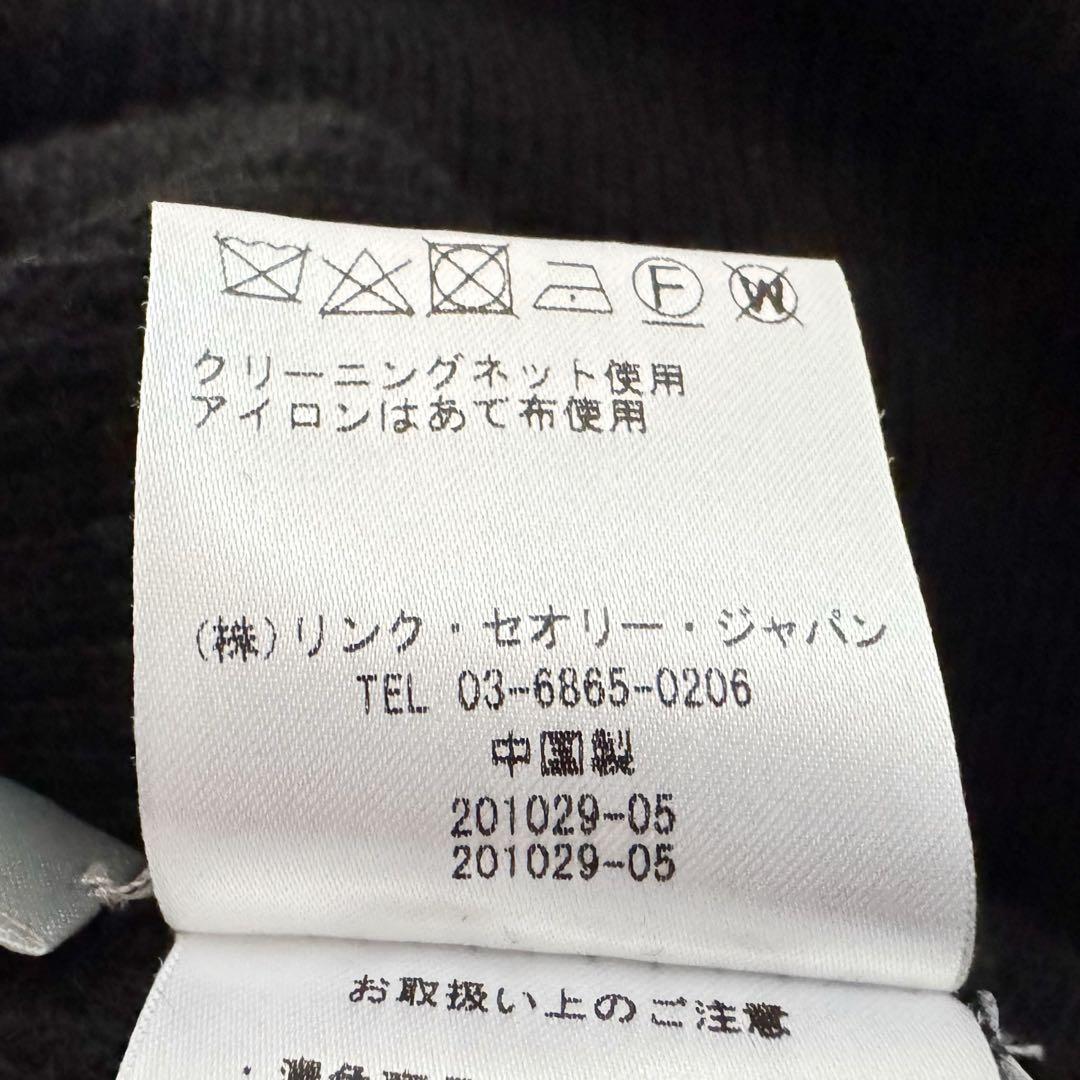 F W
クリーニングネット使用
アイロンはあて布使用
(株)リンク・セオリー・ジャパン
TEL 03-6865-0206
中国製
201029-05
201029-05
お取扱い上のご注意